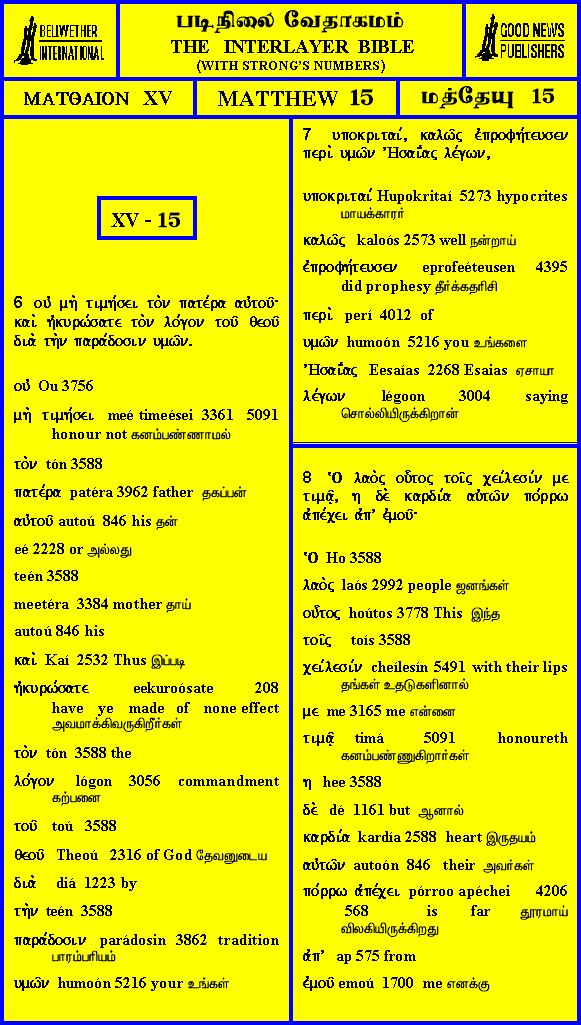 BELLWETHER
INTERNATIONAL
படிநிலை வேதாகமம்
THE INTERLAYER BIBLE
(WITH STRONG'S NUMBERS)
GOOD NEWS
PUBLISHERS
ΜΑΤΘΑΙΟΝ XV
MATTHEW 15
மத்தேயு 15
XV - 15
6 οὐ μὴ τιμήσει τὸν πατέρα αὐτοῦ·
καὶ ἠκυρώσατε τὸν λόγον τοῦ θεοῦ
διὰ τὴν παράδοσιν υμῶν.
οὐ Ou 3756
μὴ τιμήσει meé timeései 3361 5091
honour not கனம்பண்ணாமல்
τὸν tón 3588
πατέρα patéra 3962 father தகப்பன்
αὐτοῦ autoú 846 his தன்
eé 2228 or அல்லது
teén 3588
meetéra 3384 mother தாய்
autoú 846 his
καὶ Kaí 2532 Thus இப்படி
ἠκυρώσατε eekuroósate 208
have ye made of none effect
அவமாக்கிவருகிறீர்கள்
τὸν tón 3588 the
λόγον lógon 3056 commandment
கற்பனை
τοῦ toú 3588
θεοῦ Theoú 2316 of God தேவனுடைய
διὰ diá 1223 by
τὴν teén 3588
παράδοσιν parádosin 3862 tradition
பாரம்பரியம்
υμῶν humoón 5216 your உங்கள்
7 υποκριταί, καλῶς ἐπροφήτευσεν
περὶ υμῶν Ἠσαΐας λέγων,
υποκριταί Hupokritaí 5273 hypocrites
மாயக்காரர்
καλῶς kaloós 2573 well நன்றாய்
ἐπροφήτευσεν eprofeéteusen 4395
did prophesy தீர்க்கதரிசி
περὶ perí 4012 of
υμῶν humoón 5216 you உங்களை
Ἠσαΐας Eesaías 2268 Esaias ஏசாயா
λέγων légoon 3004 saying
சொல்லியிருக்கிறான்
8 Ὁ λαὸς οὗτος τοῖς χείλεσίν με
τιμᾷ, η δὲ καρδία αὐτῶν πόρρω
ἀπέχει ἀπ' ἐμοῦ·
Ὁ Ho 3588
λαὸς laós 2992 people ஜனங்கள்
οὗτος hoútos 3778 This இந்த
τοῖς toís 3588
χείλεσίν cheílesín 5491 with their lips
தங்கள் உதடுகளினால்
με me 3165 me என்னை
τιμᾷ timá 5091 honoureth
கனம்பண்ணுகிறார்கள்
η hee 3588
δὲ dé 1161 but ஆனால்
καρδία kardía 2588 heart இருதயம்
αὐτῶν autoón 846 their அவர்கள்
πόρρω ἀπέχει pórroo apéchei 4206
568 is far தூரமாய்
விலகியிருக்கிறது
ἀπ' ap 575 from
ἐμοῦ emoú 1700 me எனக்கு